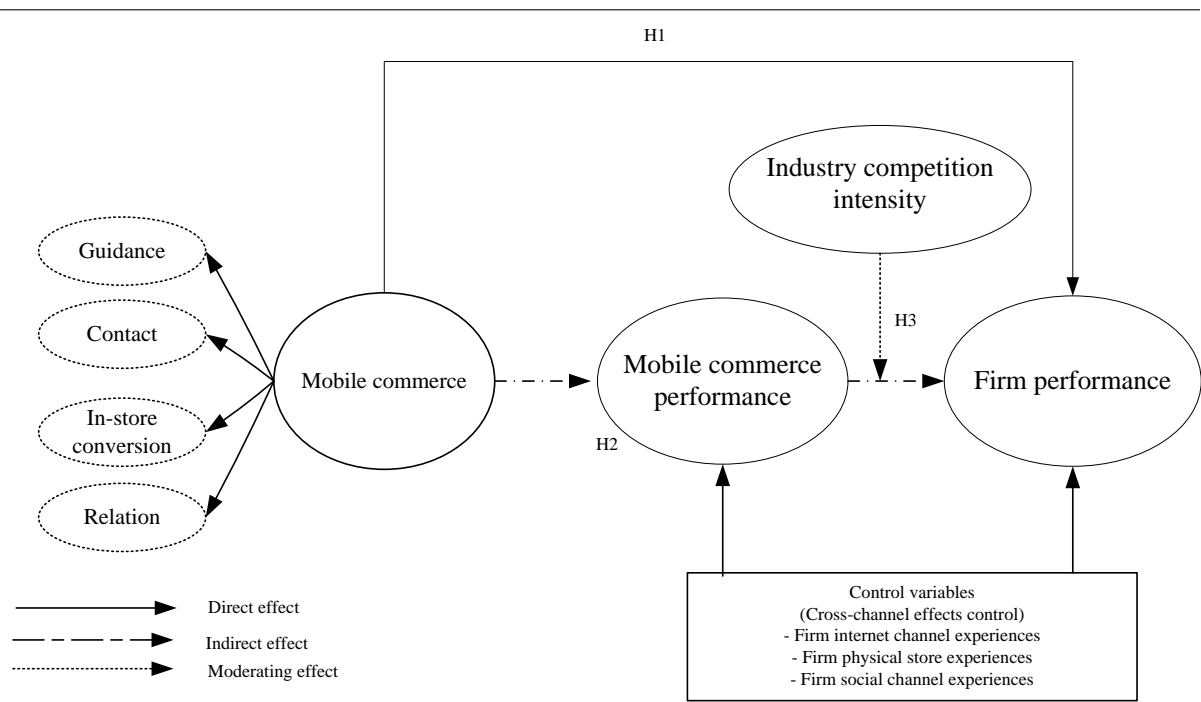 H1
Industry competition
intensity
Guidance
Contact
H3
Mobile commerce
Mobile commerce
performance
Firm performance
In-store
conversion
H2
Relation
Control variables
(Cross-channel effects control)
- Firm internet channel experiences
- Firm physical store experiences
- Firm social channel experiences
Direct effect
Indirect effect
Moderating effect